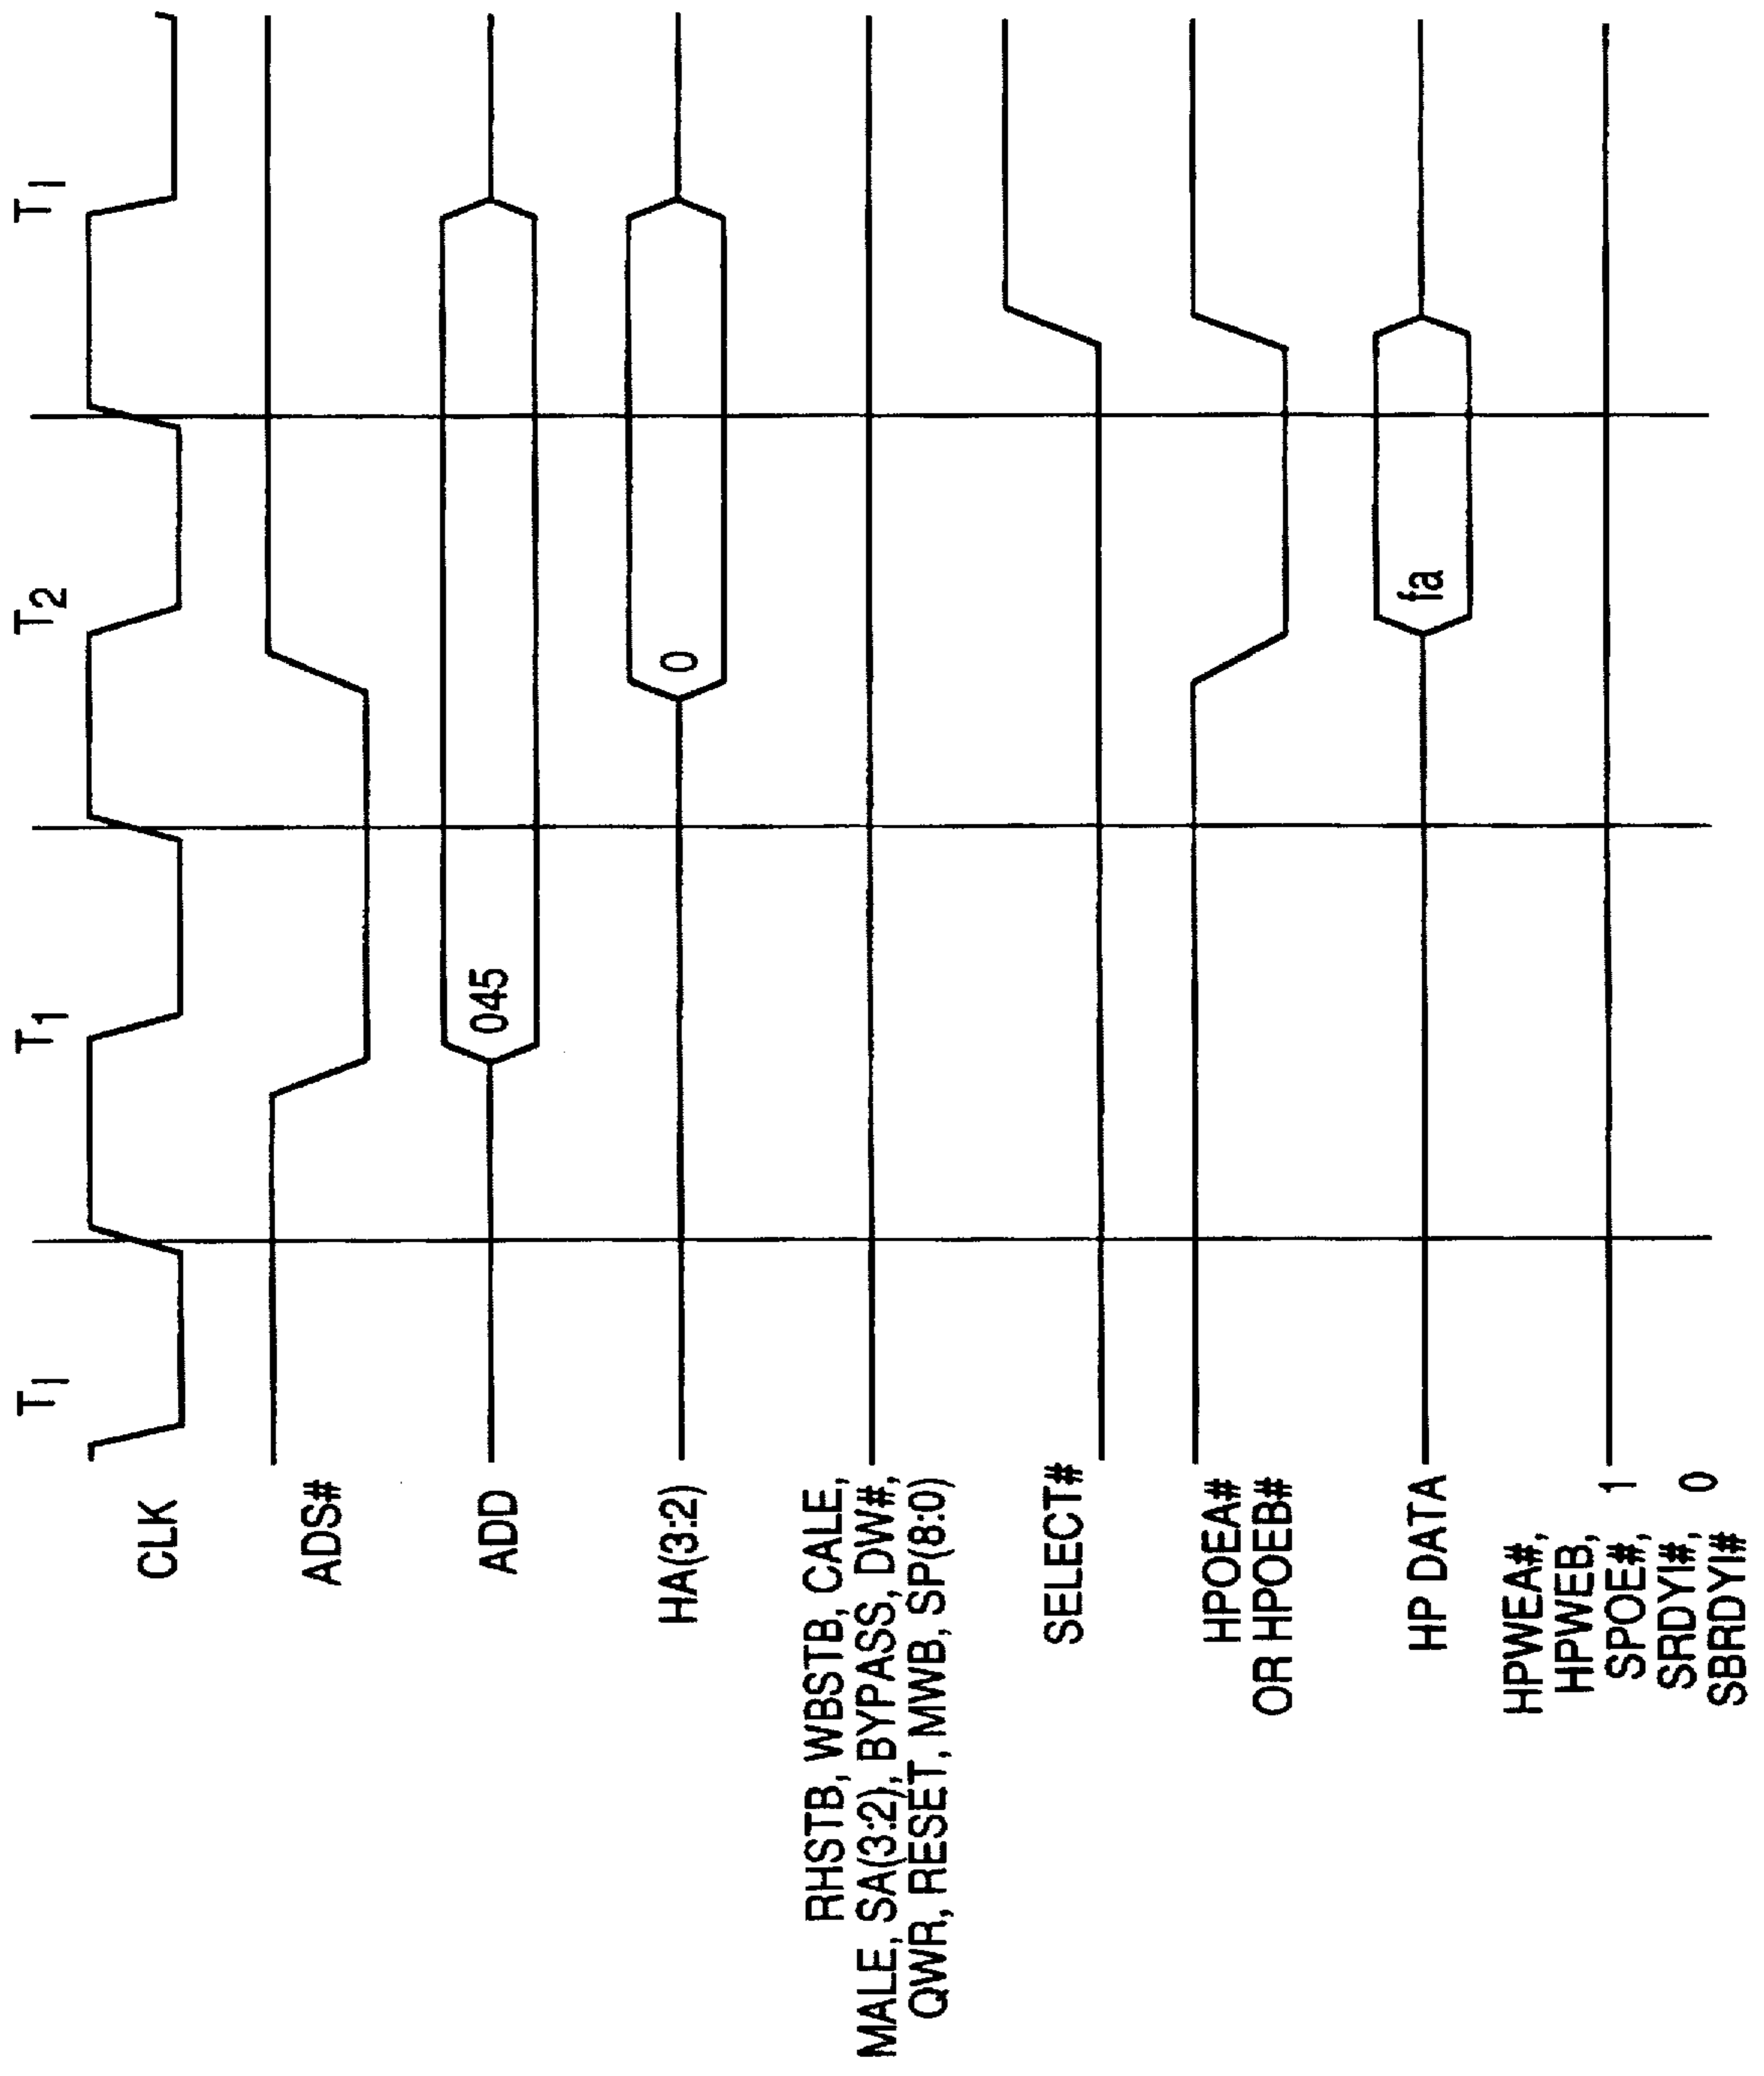 T₁
T₁
T₂
T₁
CLK
ADS#
ADD
045
HA(3:2)
0
RHSTB, WBSTB, CALE,
MALE, SA(3:2), BYPASS, DW#,
QWR, RESET, MWB, SP(8:0)
SELECT#
HPOEA#
OR HPOEB#
HP DATA
fa
HPWEA#,
HPWEB,
SPOE#,
SRDYI#,
SBRDYI#
1
0